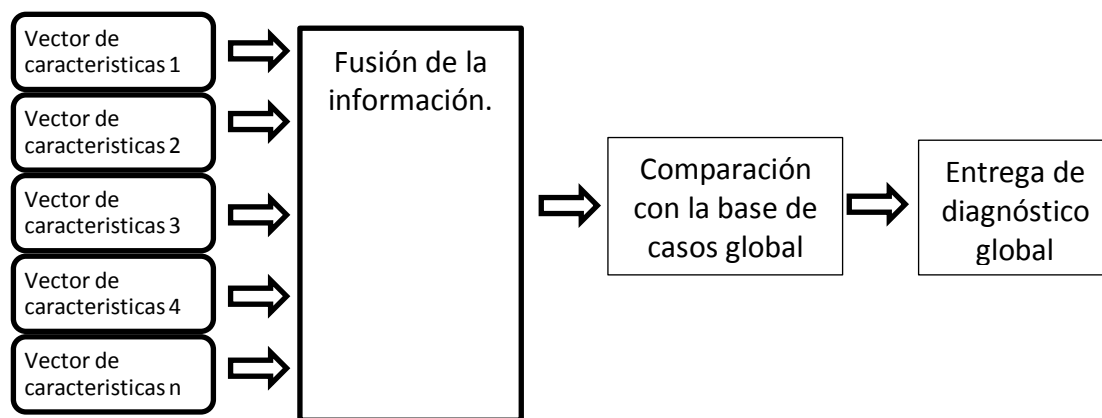 Vector de
caracteristicas 1
Vector de
caracteristicas 2
Vector de
caracteristicas 3
Vector de
caracteristicas 4
Vector de
caracteristicas n
Fusión de la
información.
Comparación
con la base de
casos global
Entrega de
diagnóstico
global